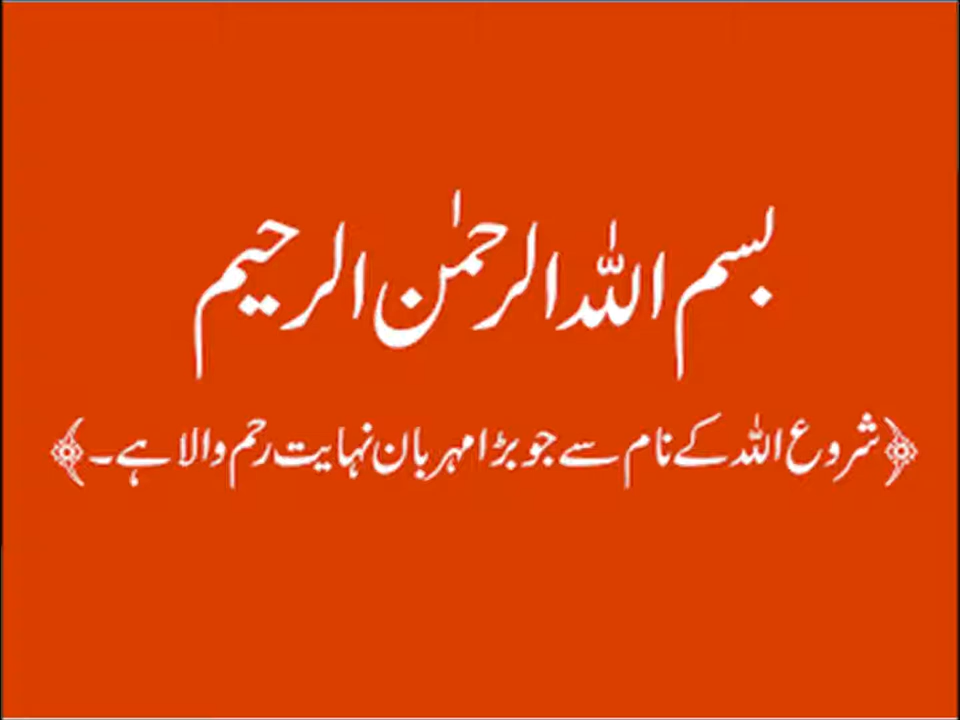 بسم اللہ الرحمٰن الرحیم
﴿شروع اللہ کے نام سے جو بڑا مہربان نہایت رحم والا ہے۔﴾